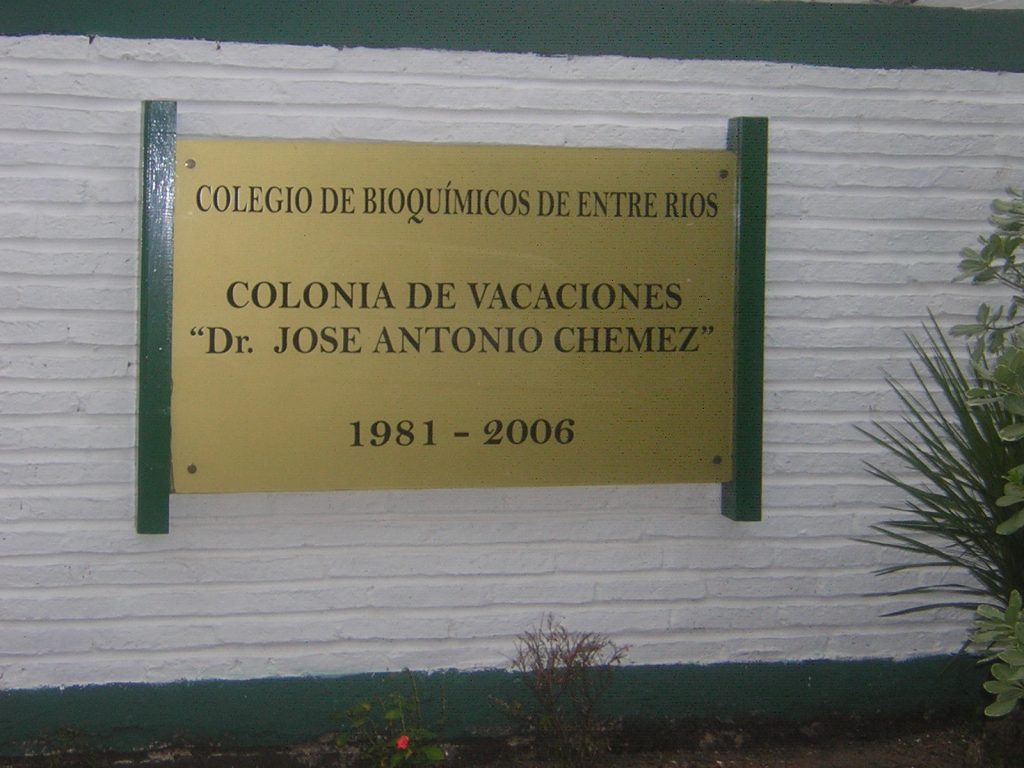 COLEGIO DE BIOQUÍMICOS DE ENTRE RIOS
COLONIA DE VACACIONES
“Dr. JOSE ANTONIO CHEMEZ”
1981 - 2006